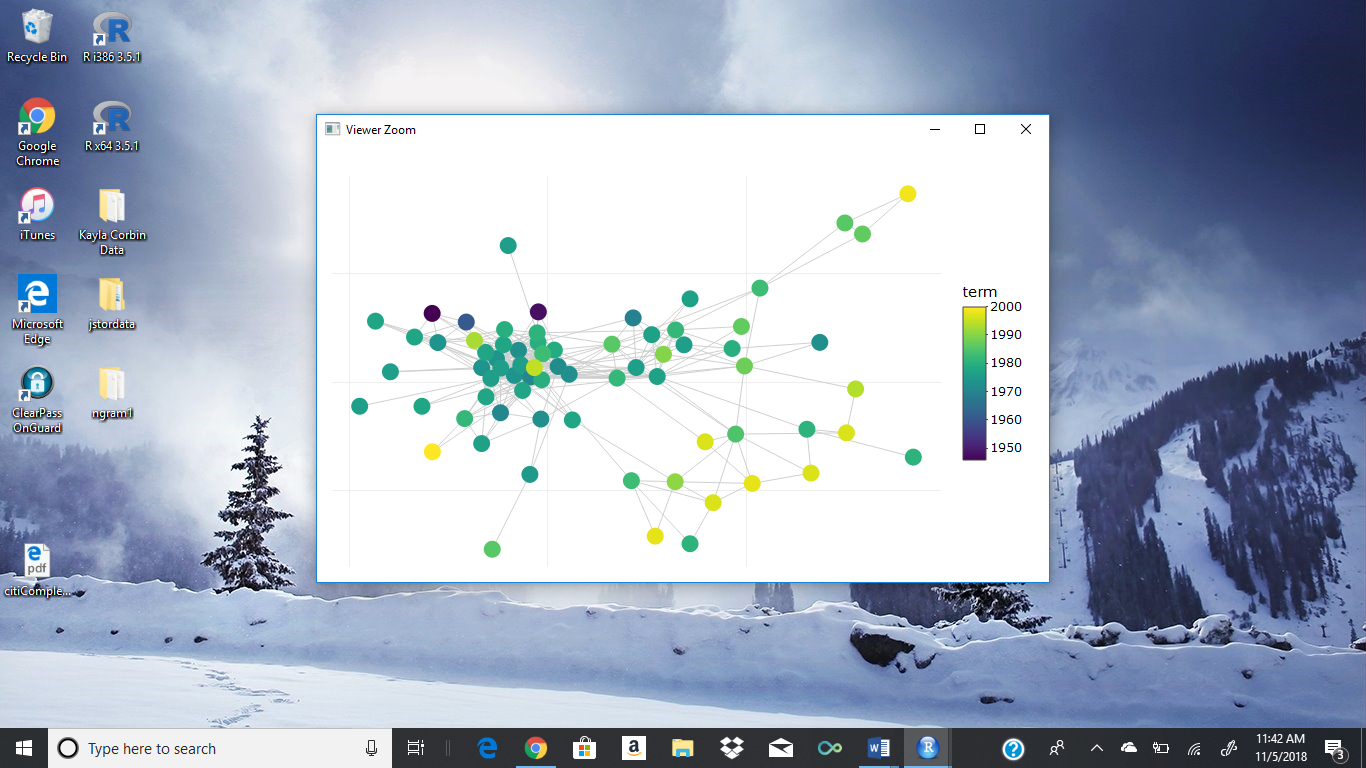 Recycle Bin
R i386 3.5.1
Google
Chrome
R x64 3.5.1
iTunes
Kayla Corbin
Data
Microsoft
Edge
jstordata
ClearPass
OnGuard
ngram1
pdf
citiComple...
Viewer Zoom
term
2000
1990
1980
1970
1960
1950
Type here to search
11:42 AM
11/5/2018
3